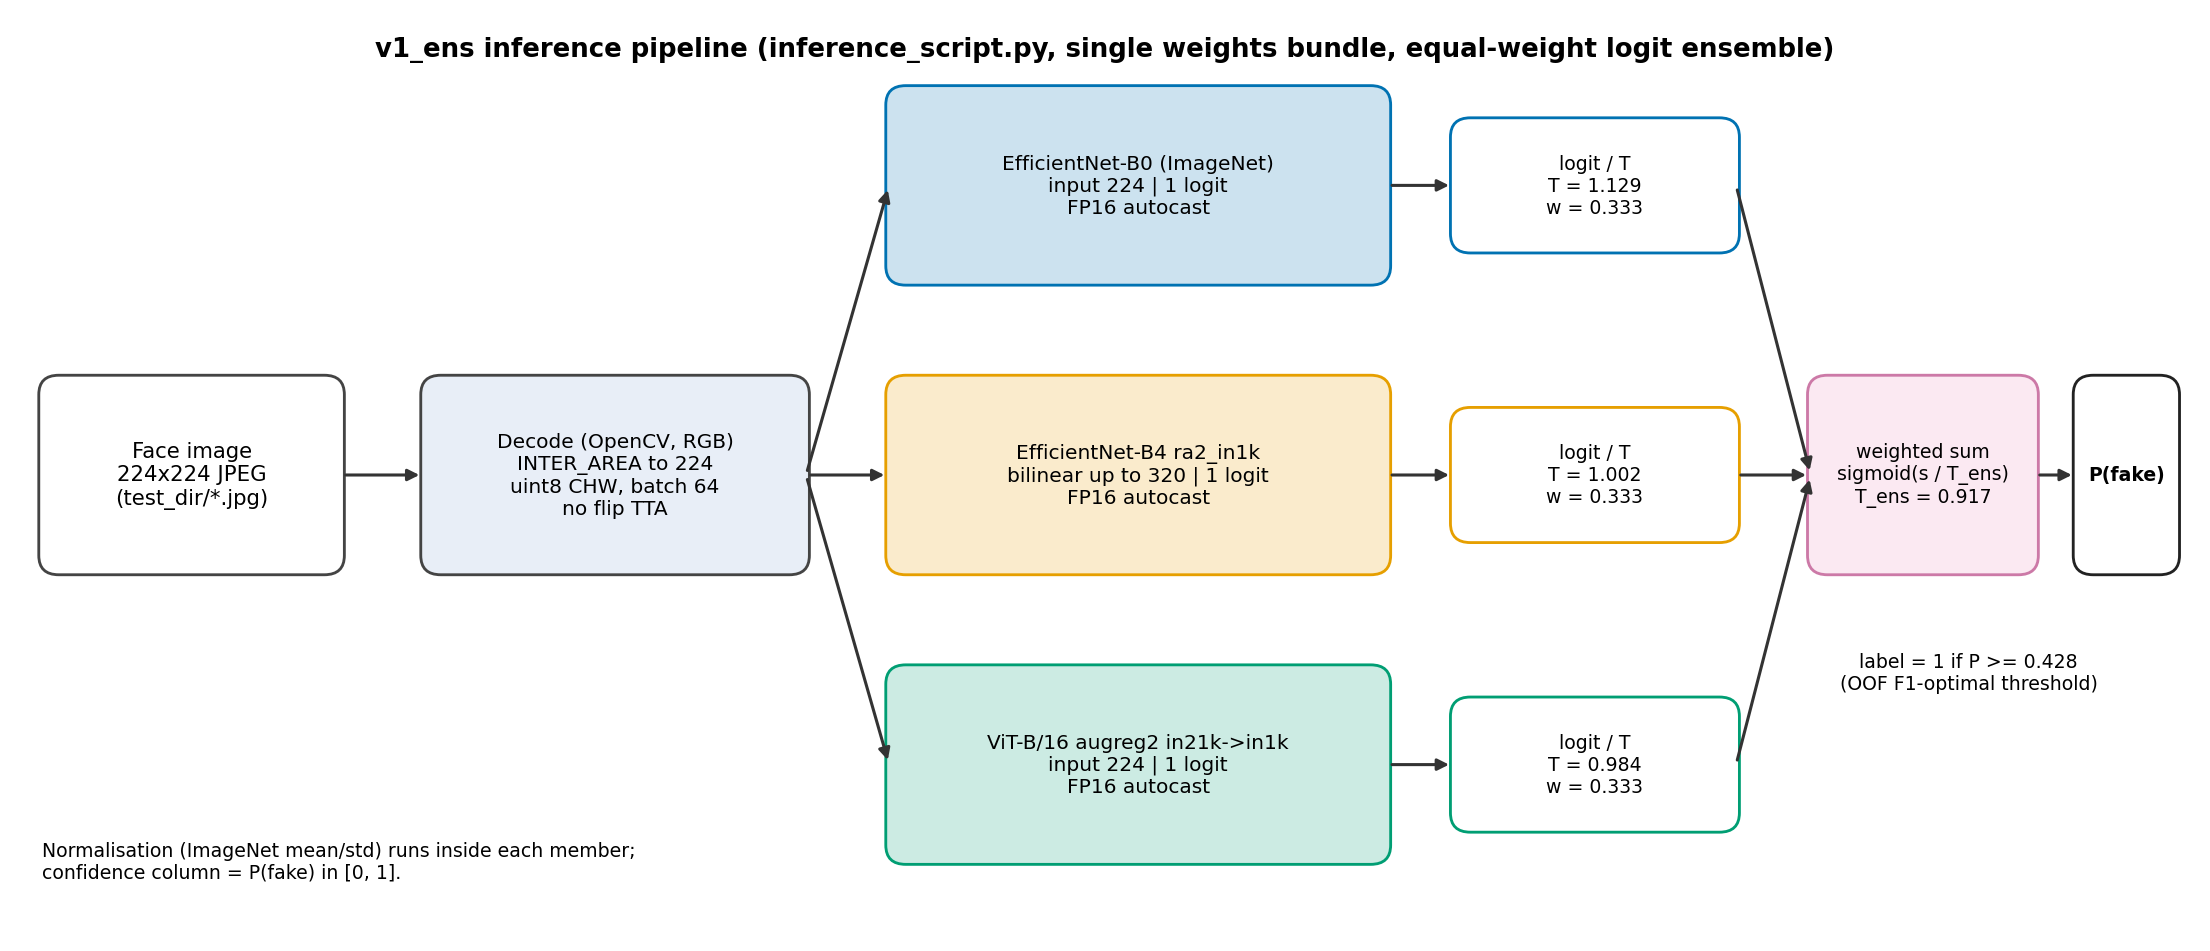 v1_ens inference pipeline (inference_script.py, single weights bundle, equal-weight logit ensemble)
Face image
224x224 JPEG
(test_dir/*.jpg)
Decode (OpenCV, RGB)
INTER_AREA to 224
uint8 CHW, batch 64
no flip TTA
EfficientNet-B0 (ImageNet)
input 224 | 1 logit
FP16 autocast
logit / T
T = 1.129
w = 0.333
EfficientNet-B4 ra2_in1k
bilinear up to 320 | 1 logit
FP16 autocast
logit / T
T = 1.002
w = 0.333
ViT-B/16 augreg2 in21k->in1k
input 224 | 1 logit
FP16 autocast
logit / T
T = 0.984
w = 0.333
weighted sum
sigmoid(s / T_ens)
T_ens = 0.917
P(fake)
label = 1 if P >= 0.428
(OOF F1-optimal threshold)
Normalisation (ImageNet mean/std) runs inside each member;
confidence column = P(fake) in [0, 1].